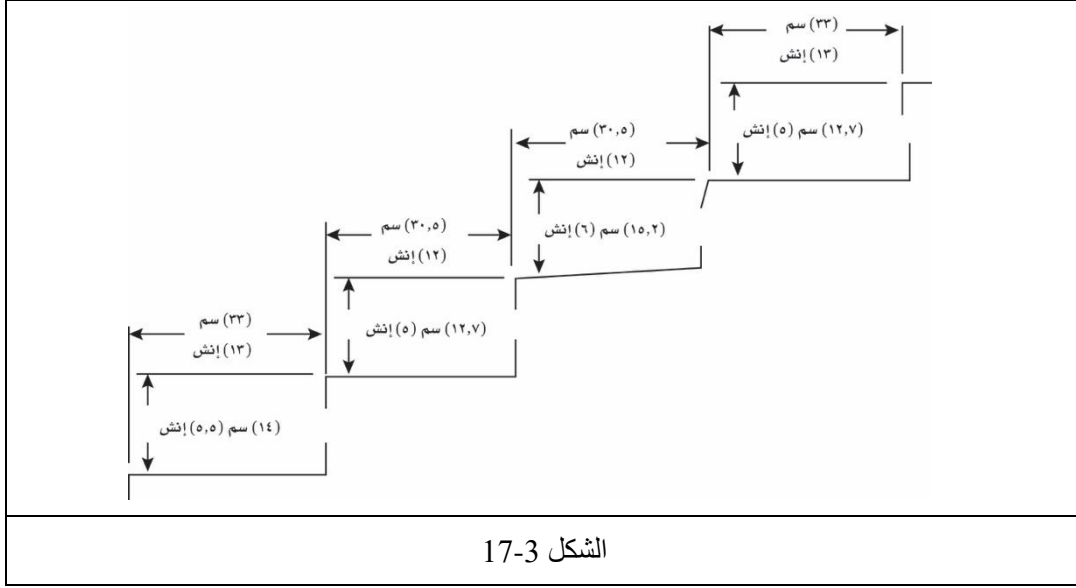 (٣٣) سم
(١٣) إنش
(١٢,٧) سم (٥) إنش
(٣٠,٥) سم
(١٢) إنش
(١٥,٢) سم (٦) إنش
(٣٠,٥) سم
(١٢) إنش
(١٢,٧) سم (٥) إنش
(٣٣) سم
(١٣) إنش
(١٤) سم (٥,٥) إنش
الشكل 3-17